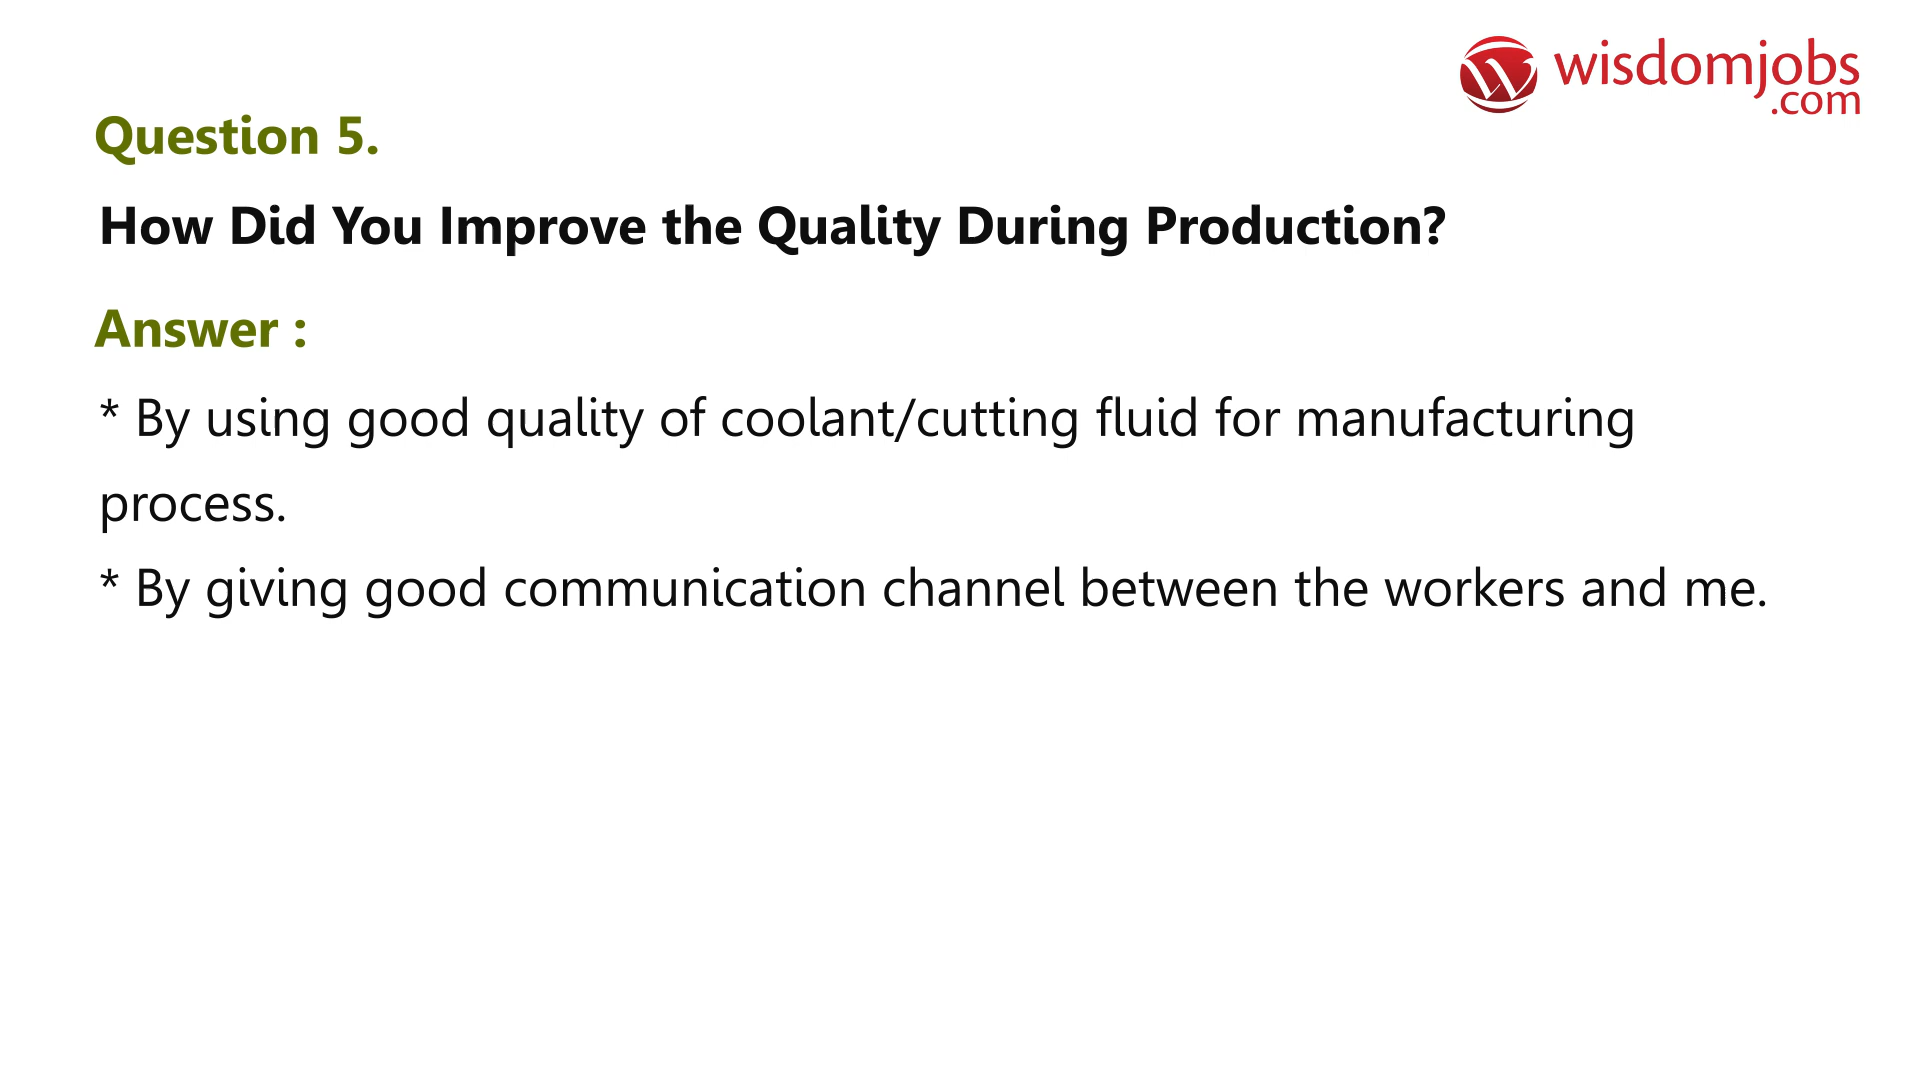 wisdomjobs
.com
Question 5.
How Did You Improve the Quality During Production?
Answer :
* By using good quality of coolant/cutting fluid for manufacturing
process.
* By giving good communication channel between the workers and me.